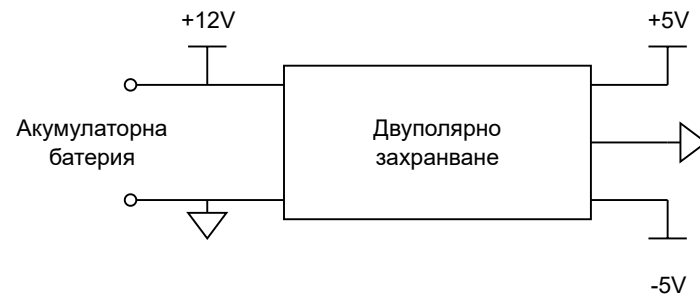 +12V
+5V
Акумулаторна
батерия
Двуполярно
захранване
-5V